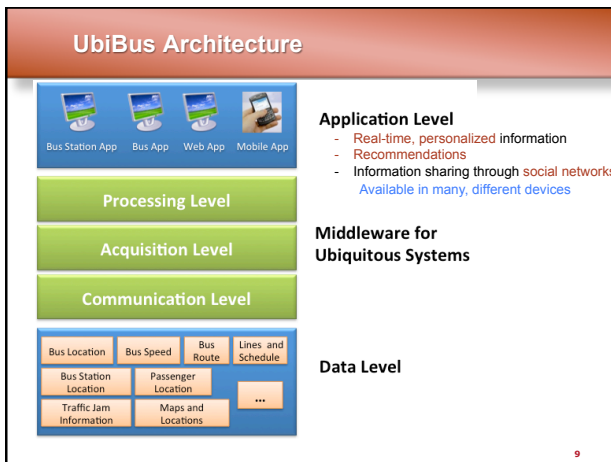 UbiBus Architecture
Bus Station App
Bus App
Web App
Mobile App
Application Level
- Real-time, personalized information
- Recommendations
- Information sharing through social networks
Available in many, different devices
Processing Level
Acquisition Level
Communication Level
Middleware for
Ubiquitous Systems
Bus Location
Bus Speed
Bus
Route
Lines and
Schedule
Bus Station
Location
Passenger
Location
...
Traffic Jam
Information
Maps and
Locations
Data Level
9